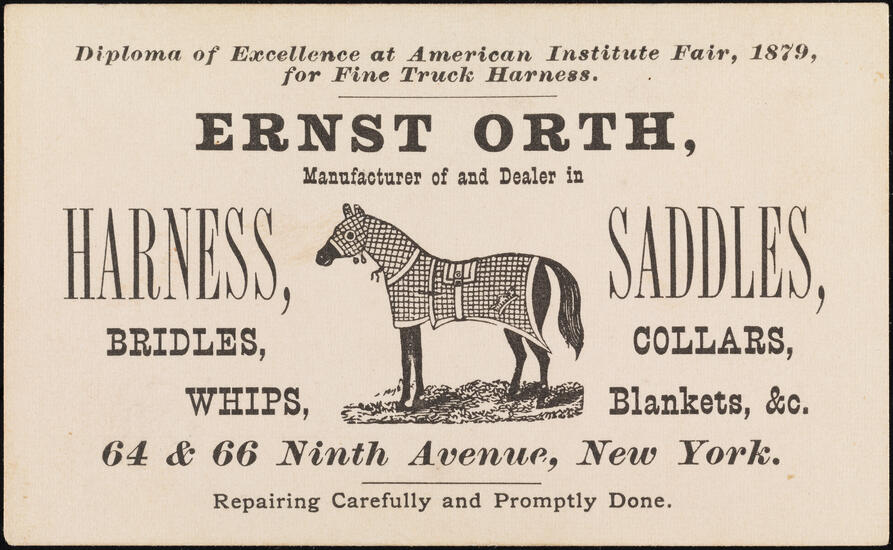 Diploma of Excellence at American Institute Fair, 1879,
for Fine Truck Harness.
ERNST ORTH,
Manufacturer of and Dealer in
HARNESS, SADDLES,
BRIDLES, COLLARS,
WHIPS, Blankets, &c.
64 & 66 Ninth Avenue, New York.
Repairing Carefully and Promptly Done.